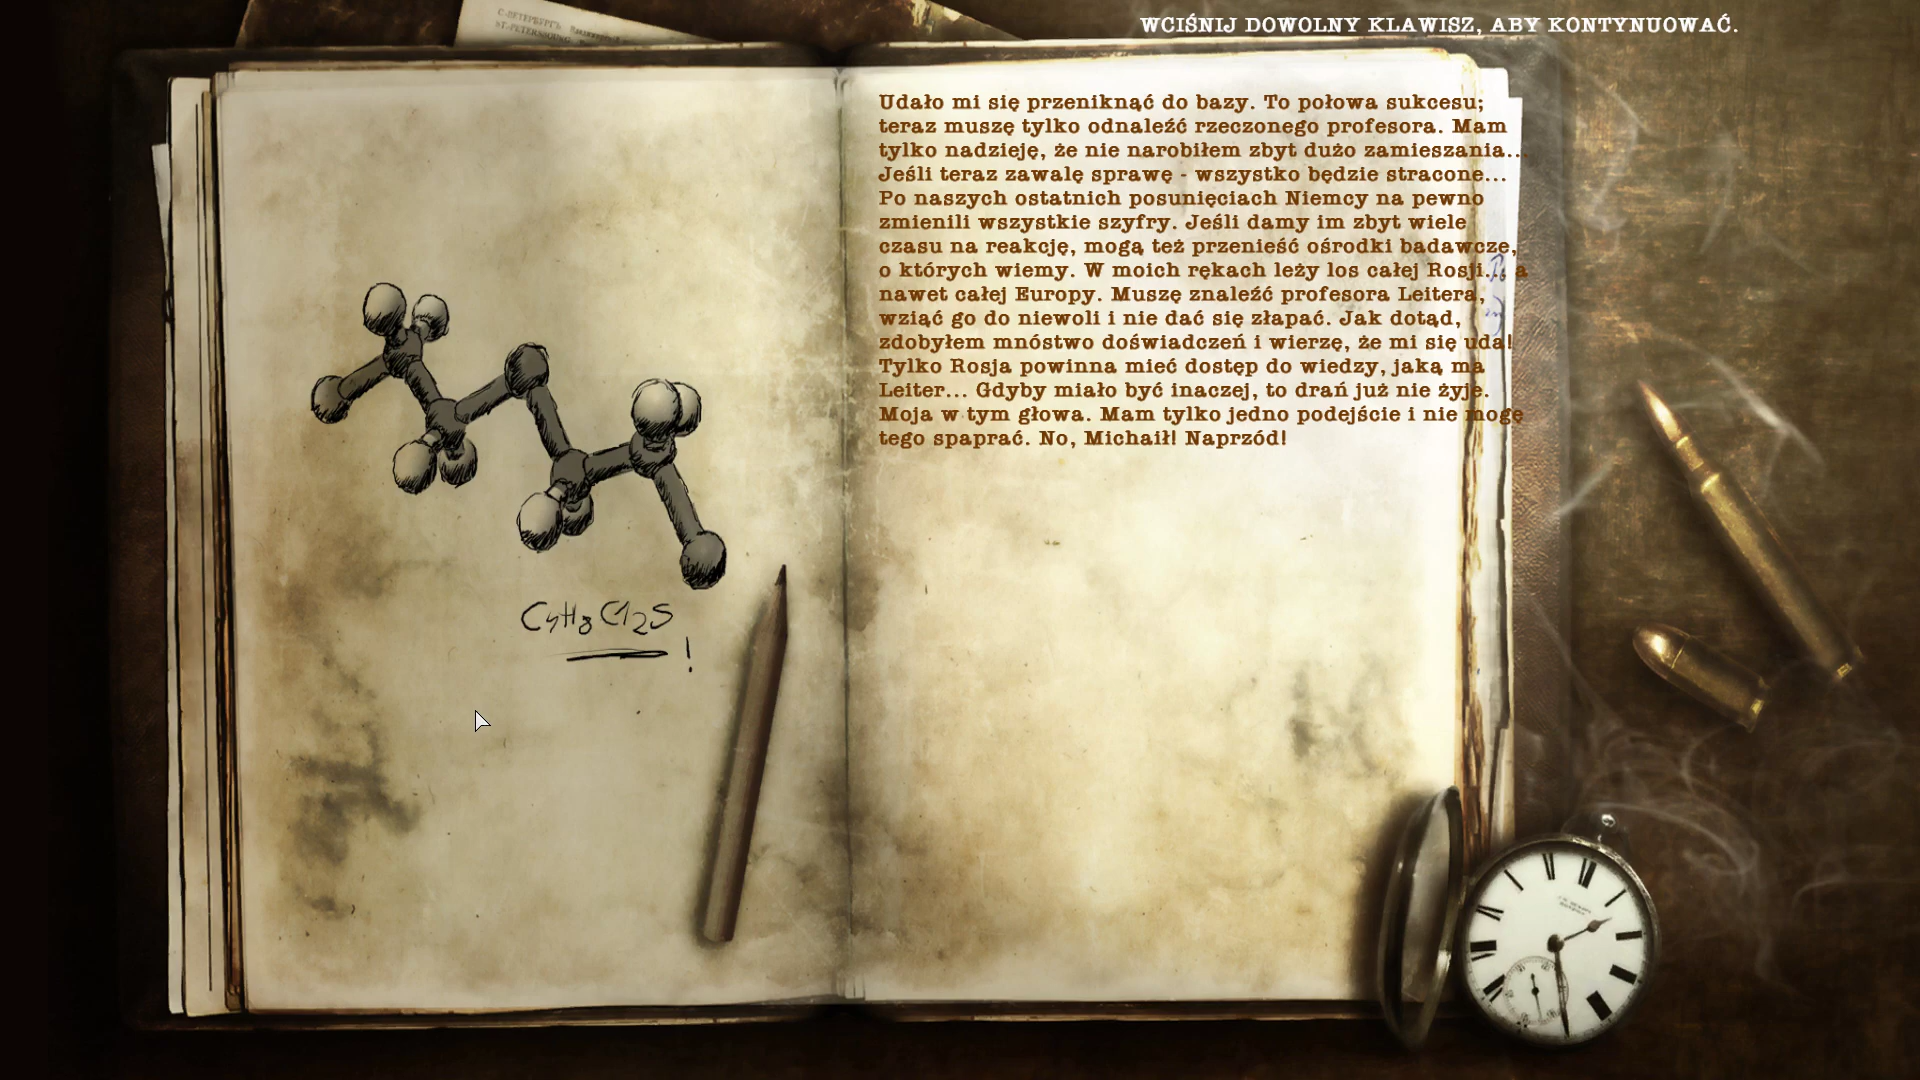 С-ПЕТЕРБУРГЪ
ST-PETERSBOURG
WCIŚNIJ DOWOLNY KLAWISZ, ABY KONTYNUOWAĆ.
Udało mi się przeniknąć do bazy. To połowa sukcesu;
teraz muszę tylko odnaleźć rzeczonego profesora. Mam
tylko nadzieję, że nie narobiłem zbyt dużo zamieszania...
Jeśli teraz zawalę sprawę - wszystko będzie stracone...
Po naszych ostatnich posunięciach Niemcy na pewno
zmienili wszystkie szyfry. Jeśli damy im zbyt wiele
czasu na reakcję, mogą też przenieść ośrodki badawcze,
o których wiemy. W moich rękach leży los całej Rosji... a
nawet całej Europy. Muszę znaleźć profesora Leitera,
wziąć go do niewoli i nie dać się złapać. Jak dotąd,
zdobyłem mnóstwo doświadczeń i wierzę, że mi się uda!
Tylko Rosja powinna mieć dostęp do wiedzy, jaką ma
Leiter... Gdyby miało być inaczej, to drań już nie żyje.
Moja w tym głowa. Mam tylko jedno podejście i nie mogę
tego spaprać. No, Michaił! Naprzód!
C4H8Cl2S
!